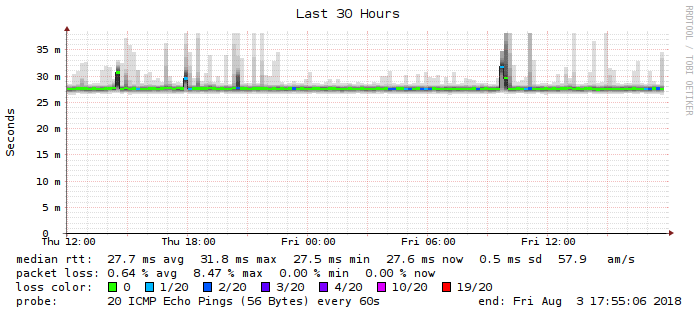 Last 30 Hours
RRDTOOL / TOBI OETIKER
Seconds
35 m
30 m
25 m
20 m
15 m
10 m
5 m
0
Thu 12:00 Thu 18:00 Fri 00:00 Fri 06:00 Fri 12:00
median rtt: 27.7 ms avg 31.8 ms max 27.5 ms min 27.6 ms now 0.5 ms sd 57.9 am/s
packet loss: 0.64 % avg 8.47 % max 0.00 % min 0.00 % now
loss color: 0 1/20 2/20 3/20 4/20 10/20 19/20
probe: 20 ICMP Echo Pings (56 Bytes) every 60s end: Fri Aug 3 17:55:06 2018